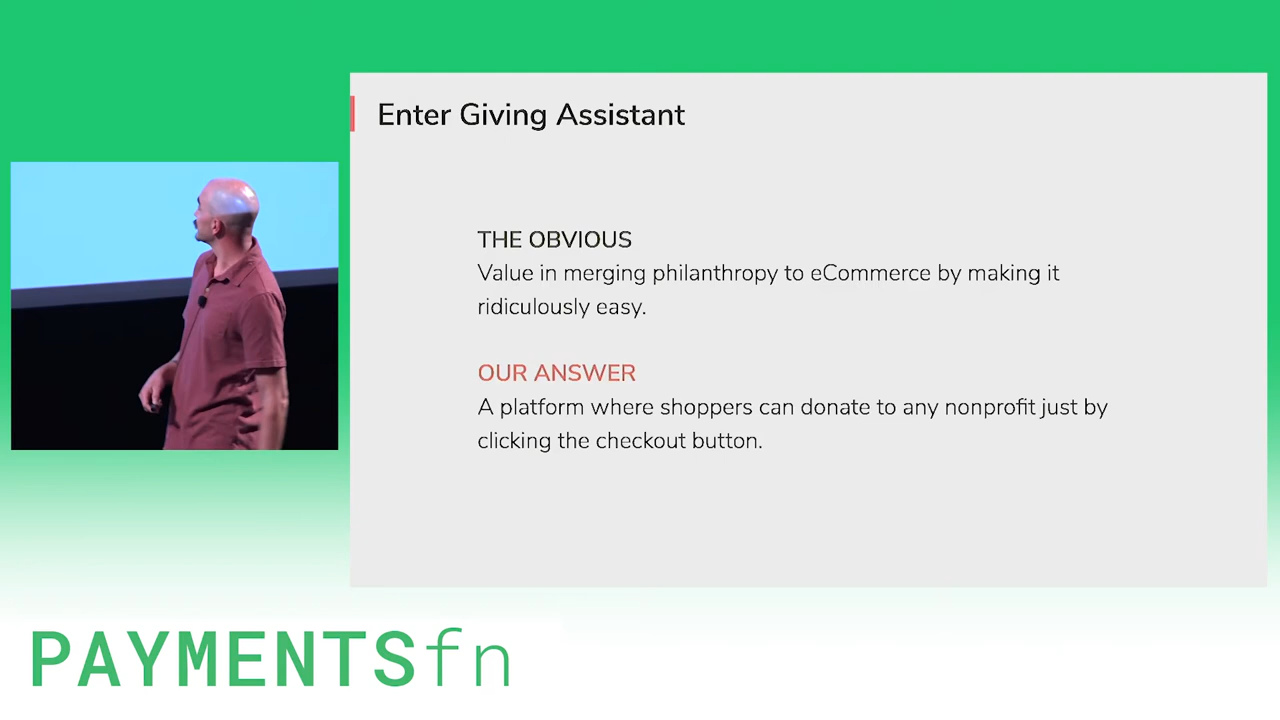 Enter Giving Assistant
THE OBVIOUS
Value in merging philanthropy to eCommerce by making it
ridiculously easy.
OUR ANSWER
A platform where shoppers can donate to any nonprofit just by
clicking the checkout button.
PAYMENTSfn